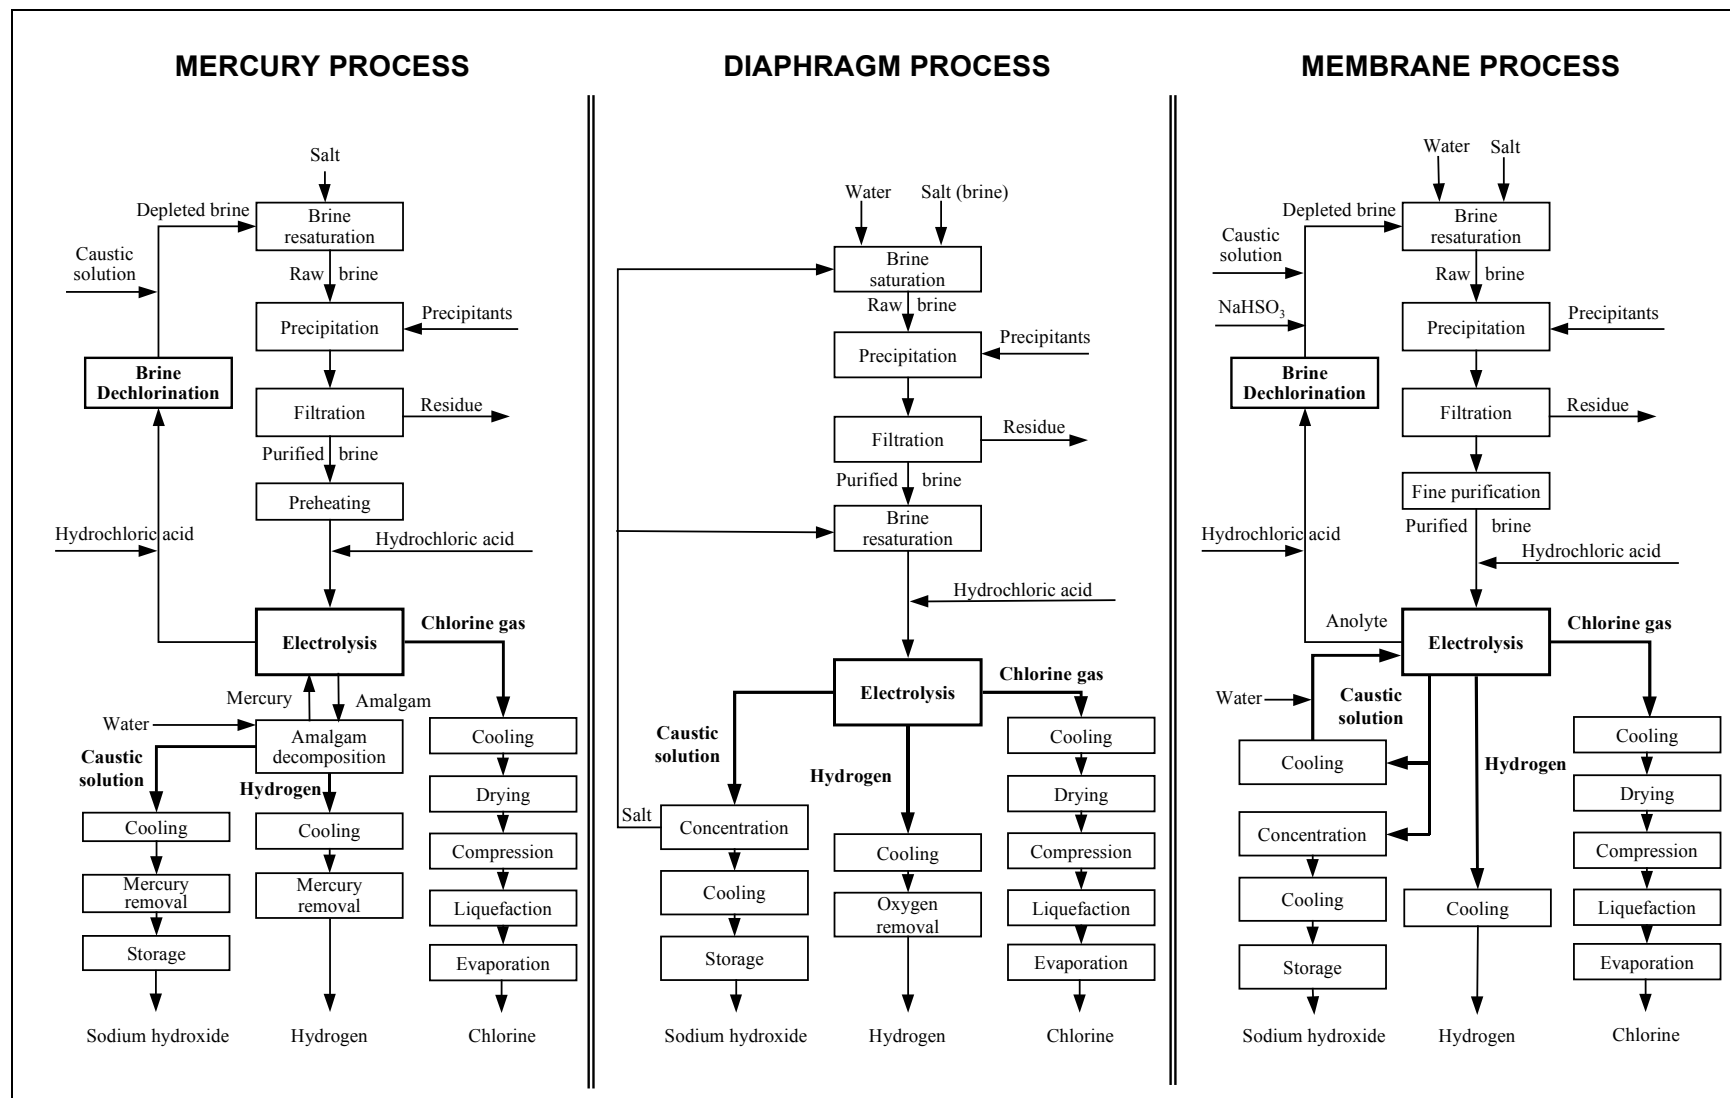 MERCURY PROCESS
Salt
Depleted brine
Brine
resaturation
Caustic
solution
Raw brine
Precipitation
Precipitants
Brine
Dechlorination
Filtration
Residue
Purified brine
Preheating
Hydrochloric acid
Hydrochloric acid
Electrolysis
Chlorine gas
Mercury
Amalgam
Water
Amalgam
decomposition
Caustic
solution
Hydrogen
Cooling
Mercury
removal
Storage
Sodium hydroxide
Cooling
Mercury
removal
Hydrogen
Cooling
Drying
Compression
Liquefaction
Evaporation
Chlorine
DIAPHRAGM PROCESS
Water
Salt (brine)
Brine
saturation
Raw brine
Precipitation
Precipitants
Filtration
Residue
Purified brine
Brine
resaturation
Hydrochloric acid
Electrolysis
Chlorine gas
Caustic
solution
Hydrogen
Salt
Concentration
Cooling
Storage
Sodium hydroxide
Cooling
Oxygen
removal
Hydrogen
Cooling
Drying
Compression
Liquefaction
Evaporation
Chlorine
MEMBRANE PROCESS
Water
Salt
Depleted brine
Brine
resaturation
Caustic
solution
Raw brine
NaHSO3
Precipitation
Precipitants
Brine
Dechlorination
Filtration
Residue
Fine purification
Purified brine
Hydrochloric acid
Hydrochloric acid
Anolyte
Electrolysis
Chlorine gas
Water
Caustic
solution
Hydrogen
Cooling
Concentration
Cooling
Storage
Sodium hydroxide
Cooling
Hydrogen
Cooling
Drying
Compression
Liquefaction
Evaporation
Chlorine